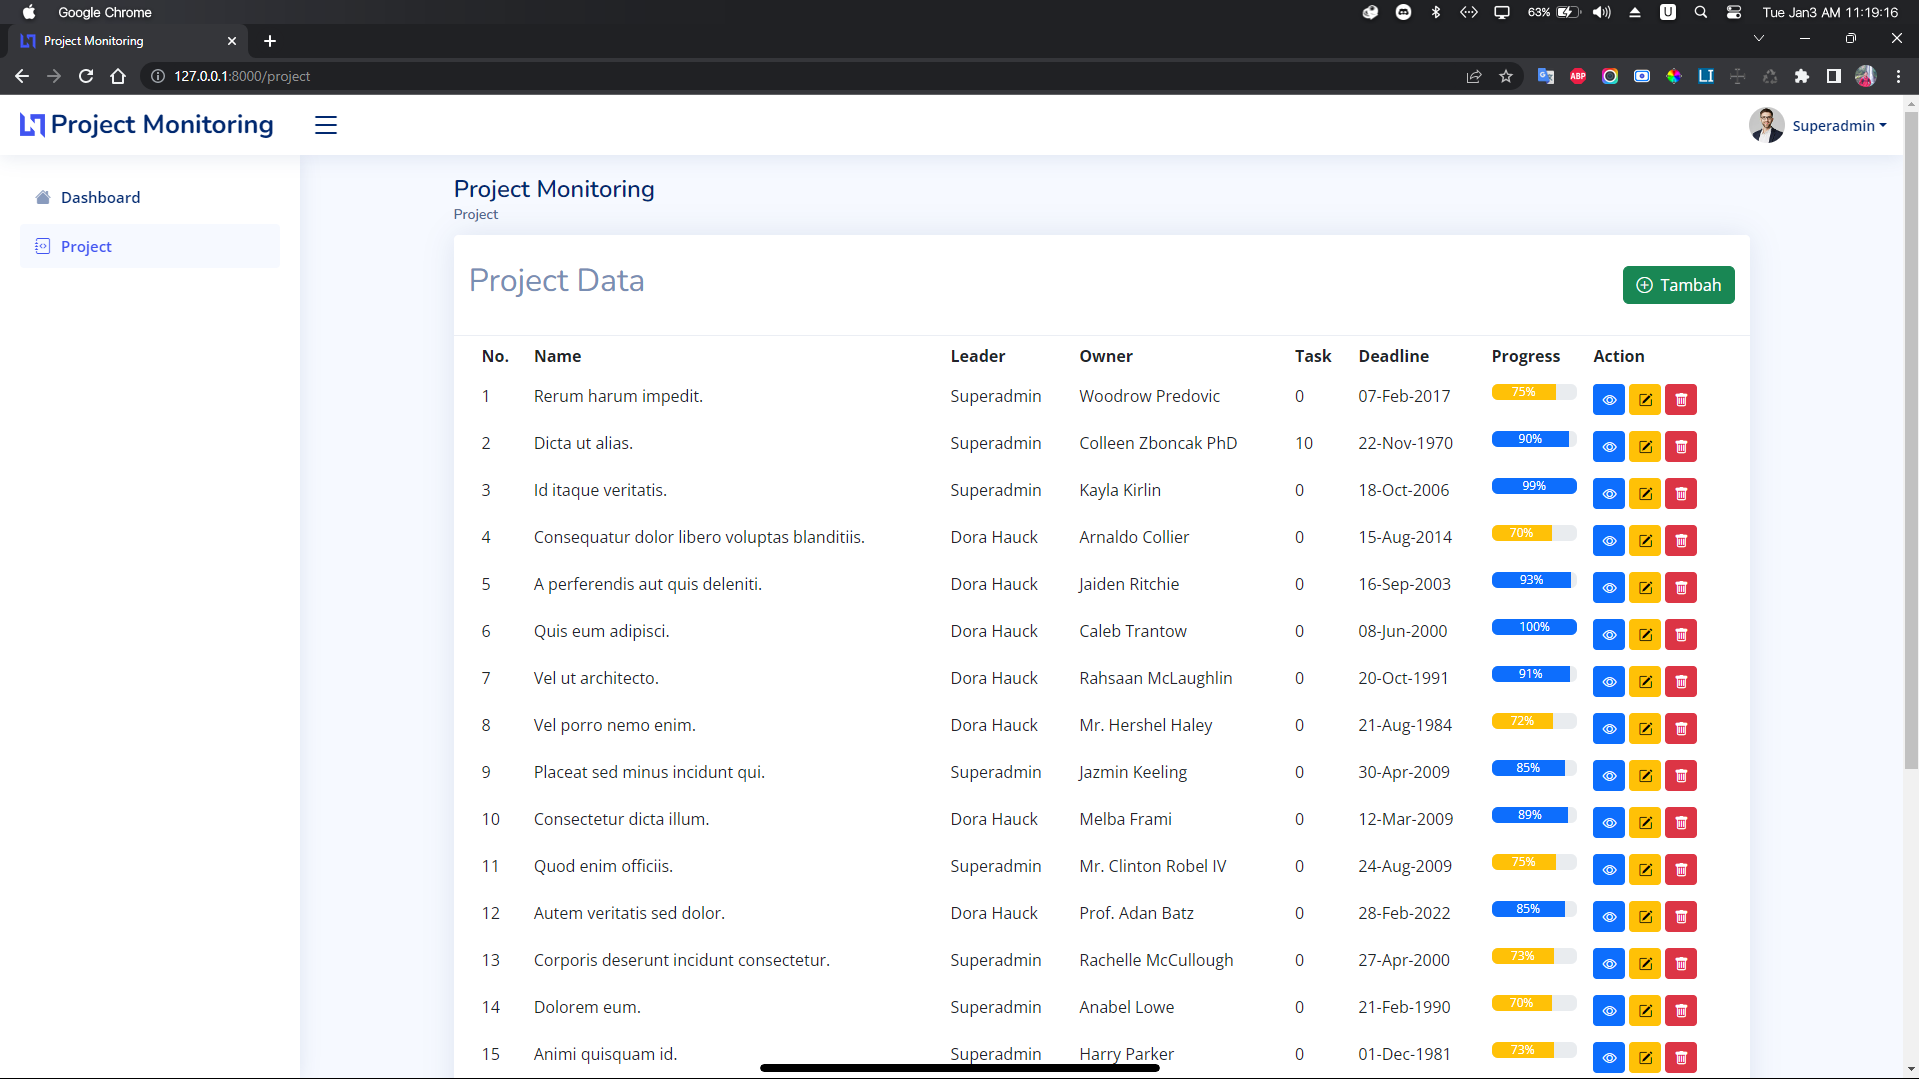 Google Chrome 63% U Tue Jan3 AM 11:19:16
Project Monitoring
127.0.0.1:8000/project ABP LI
Project Monitoring Superadmin
Dashboard
Project
Project Monitoring
Project
Project Data Tambah
No. Name Leader Owner Task Deadline Progress Action
1 Rerum harum impedit. Superadmin Woodrow Predovic 0 07-Feb-2017 75%
2 Dicta ut alias. Superadmin Colleen Zboncak PhD 10 22-Nov-1970 90%
3 Id itaque veritatis. Superadmin Kayla Kirlin 0 18-Oct-2006 99%
4 Consequatur dolor libero voluptas blanditiis. Dora Hauck Arnaldo Collier 0 15-Aug-2014 70%
5 A perferendis aut quis deleniti. Dora Hauck Jaiden Ritchie 0 16-Sep-2003 93%
6 Quis eum adipisci. Dora Hauck Caleb Trantow 0 08-Jun-2000 100%
7 Vel ut architecto. Dora Hauck Rahsaan McLaughlin 0 20-Oct-1991 91%
8 Vel porro nemo enim. Dora Hauck Mr. Hershel Haley 0 21-Aug-1984 72%
9 Placeat sed minus incidunt qui. Superadmin Jazmin Keeling 0 30-Apr-2009 85%
10 Consectetur dicta illum. Dora Hauck Melba Frami 0 12-Mar-2009 89%
11 Quod enim officiis. Superadmin Mr. Clinton Robel IV 0 24-Aug-2009 75%
12 Autem veritatis sed dolor. Dora Hauck Prof. Adan Batz 0 28-Feb-2022 85%
13 Corporis deserunt incidunt consectetur. Superadmin Rachelle McCullough 0 27-Apr-2000 73%
14 Dolorem eum. Superadmin Anabel Lowe 0 21-Feb-1990 70%
15 Animi quisquam id. Superadmin Harry Parker 0 01-Dec-1981 73%